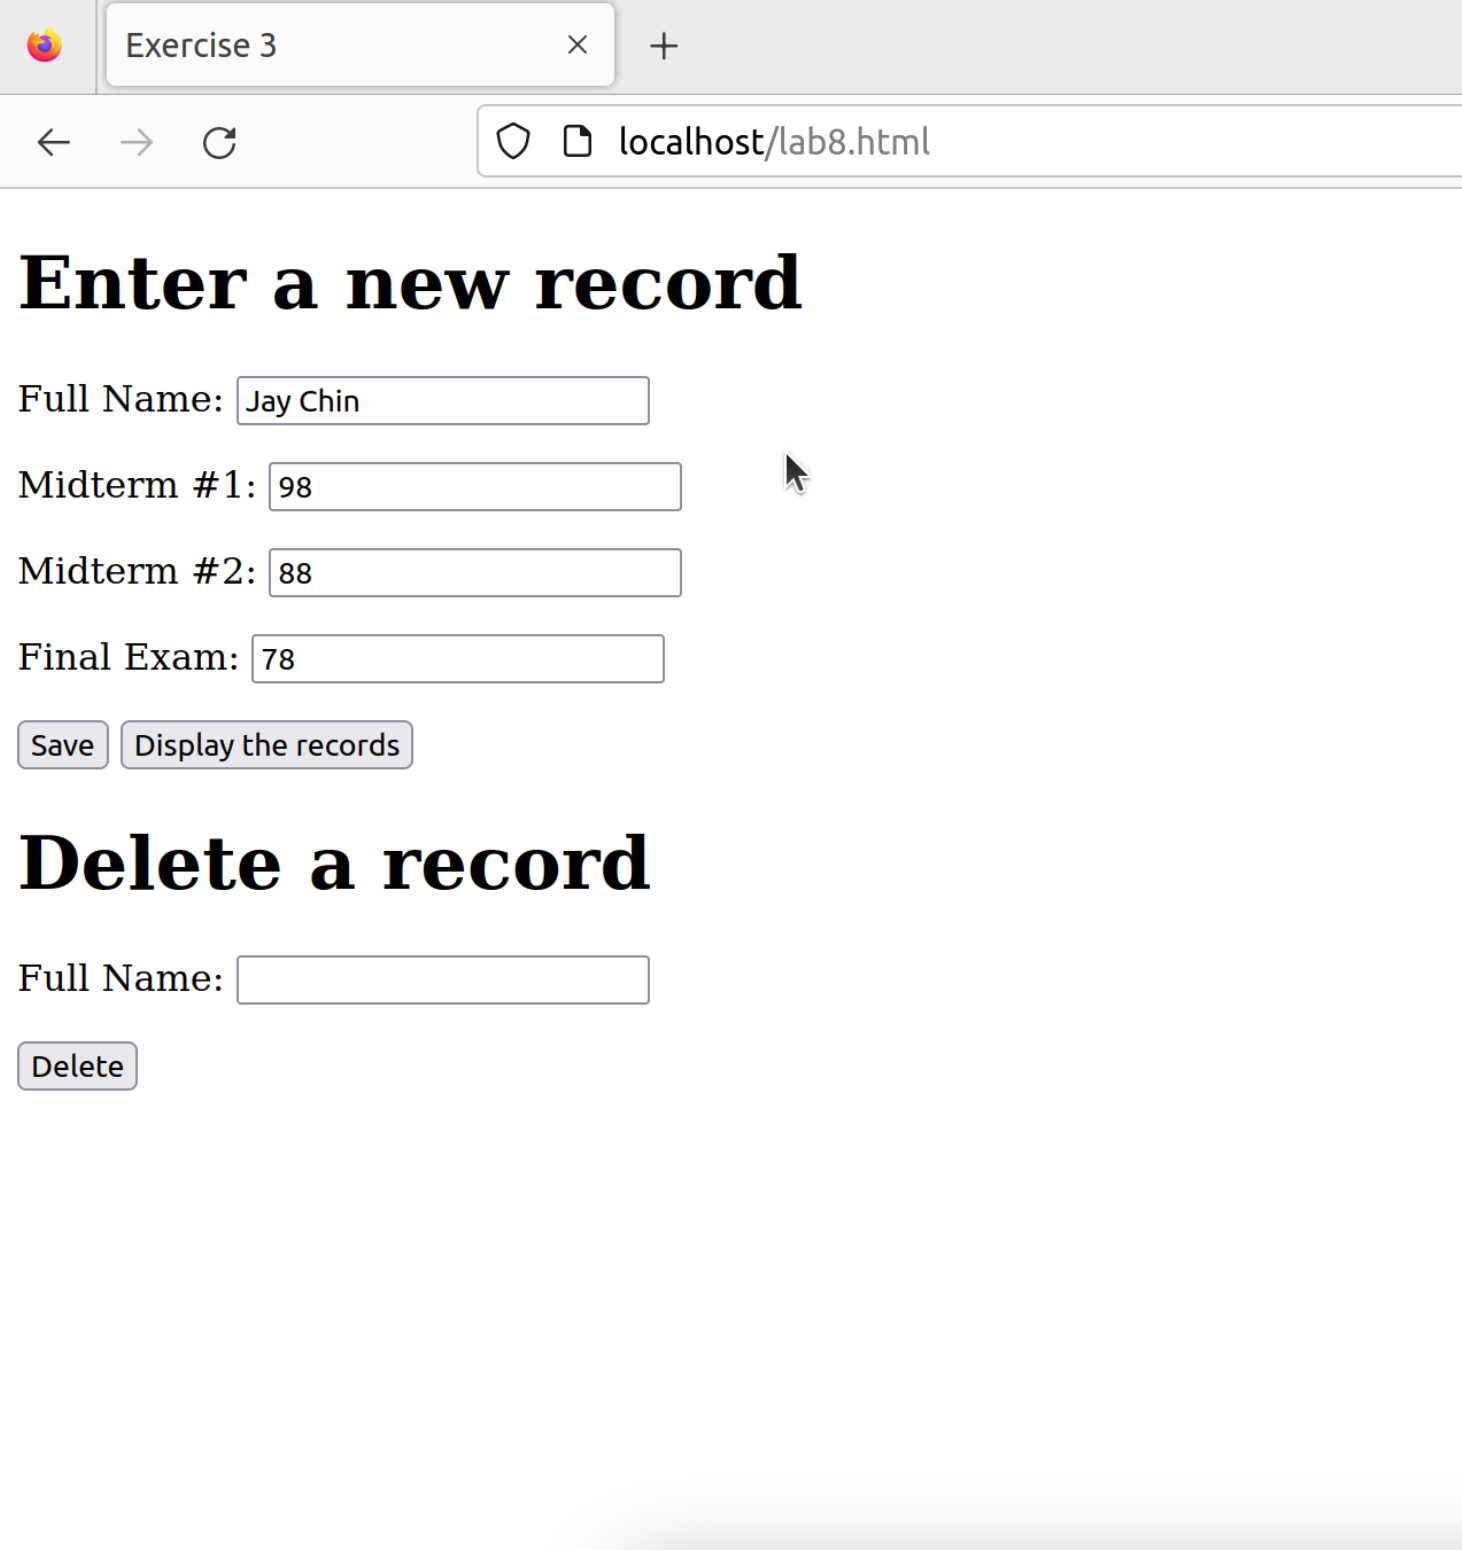 Exercise 3
localhost/lab8.html
Enter a new record
Full Name: Jay Chin
Midterm #1: 98
Midterm #2: 88
Final Exam: 78
Save Display the records
Delete a record
Full Name:
Delete